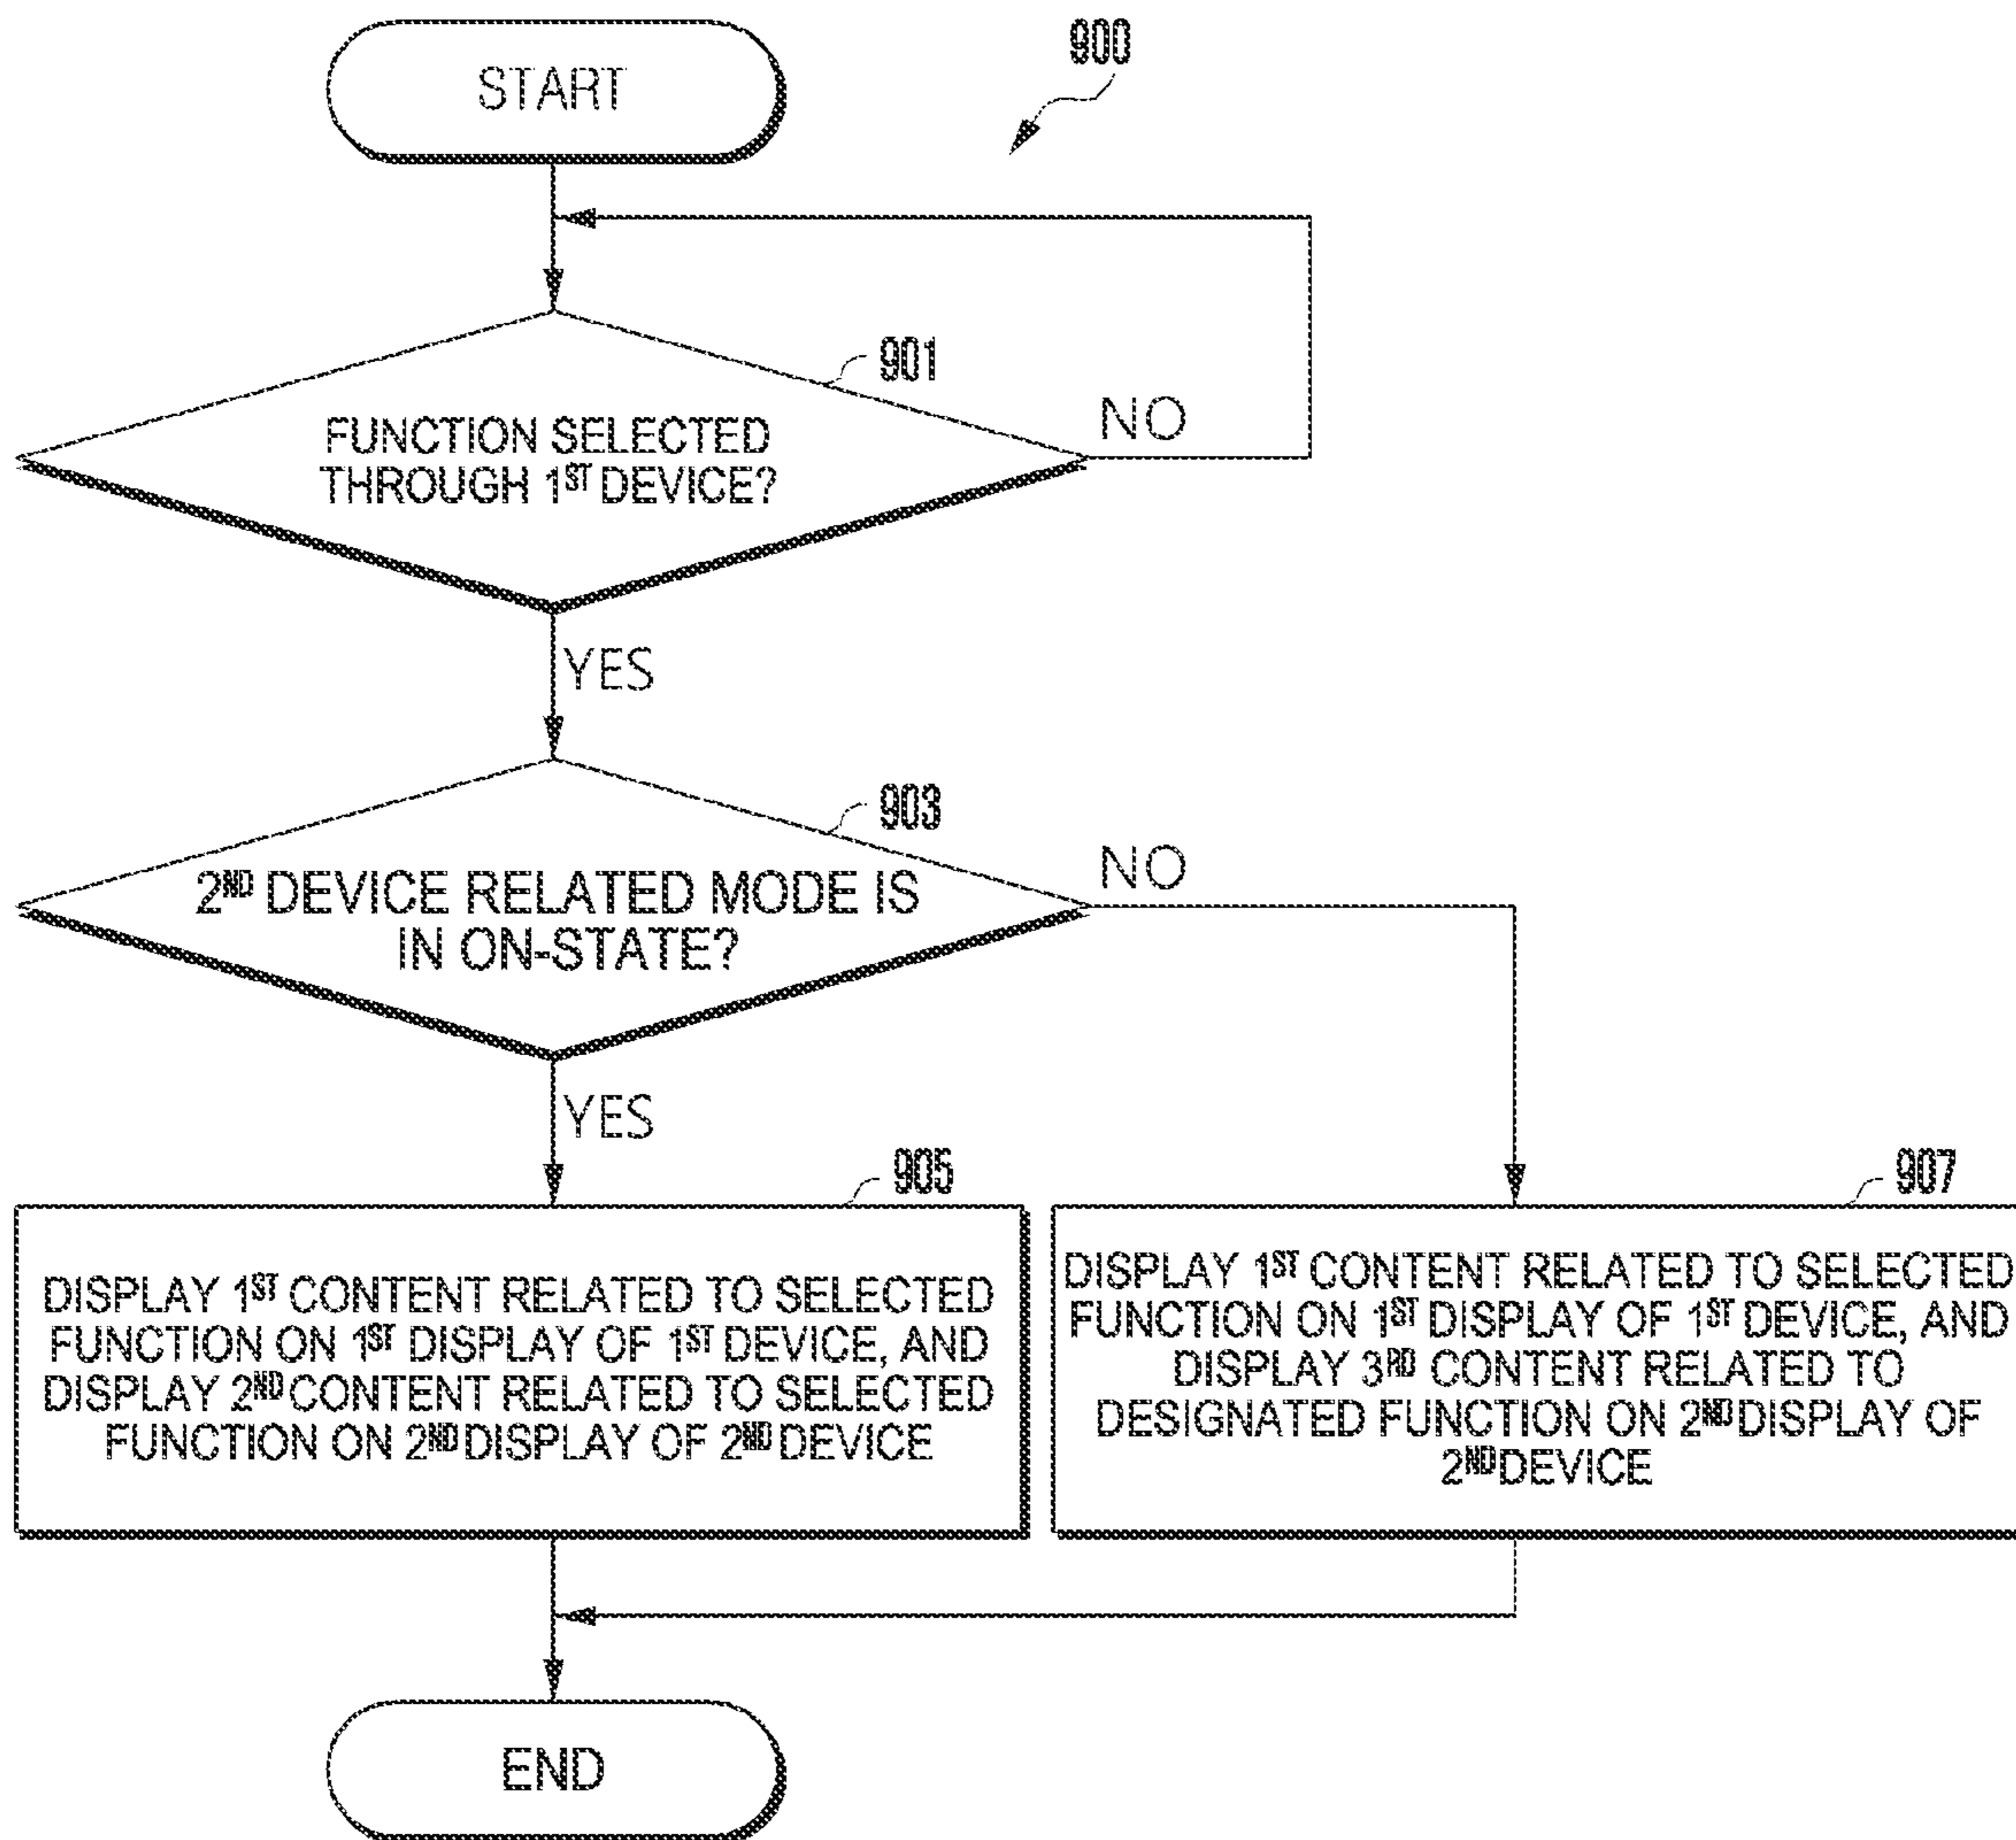 START
900
901
FUNCTION SELECTED
THROUGH 1ST DEVICE?
NO
YES
903
2ND DEVICE RELATED MODE IS
IN ON-STATE?
NO
YES
905
DISPLAY 1ST CONTENT RELATED TO SELECTED
FUNCTION ON 1ST DISPLAY OF 1ST DEVICE, AND
DISPLAY 2ND CONTENT RELATED TO SELECTED
FUNCTION ON 2ND DISPLAY OF 2ND DEVICE
907
DISPLAY 1ST CONTENT RELATED TO SELECTED
FUNCTION ON 1ST DISPLAY OF 1ST DEVICE, AND
DISPLAY 3RD CONTENT RELATED TO
DESIGNATED FUNCTION ON 2ND DISPLAY OF
2ND DEVICE
END